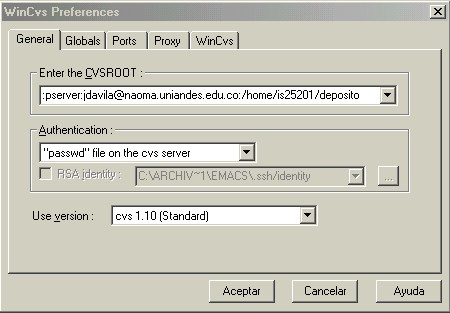 WinCvs Preferences
General Globals Ports Proxy WinCvs
Enter the CVSROOT :
:pserver:jdavila@naoma.uniandes.edu.co:/home/is25201/deposito
Authentication :
"passwd" file on the cvs server
RSA identity : C:\ARCHIV~1\EMACS\.ssh/identity ...
Use version : cvs 1.10 (Standard)
Aceptar Cancelar Ayuda